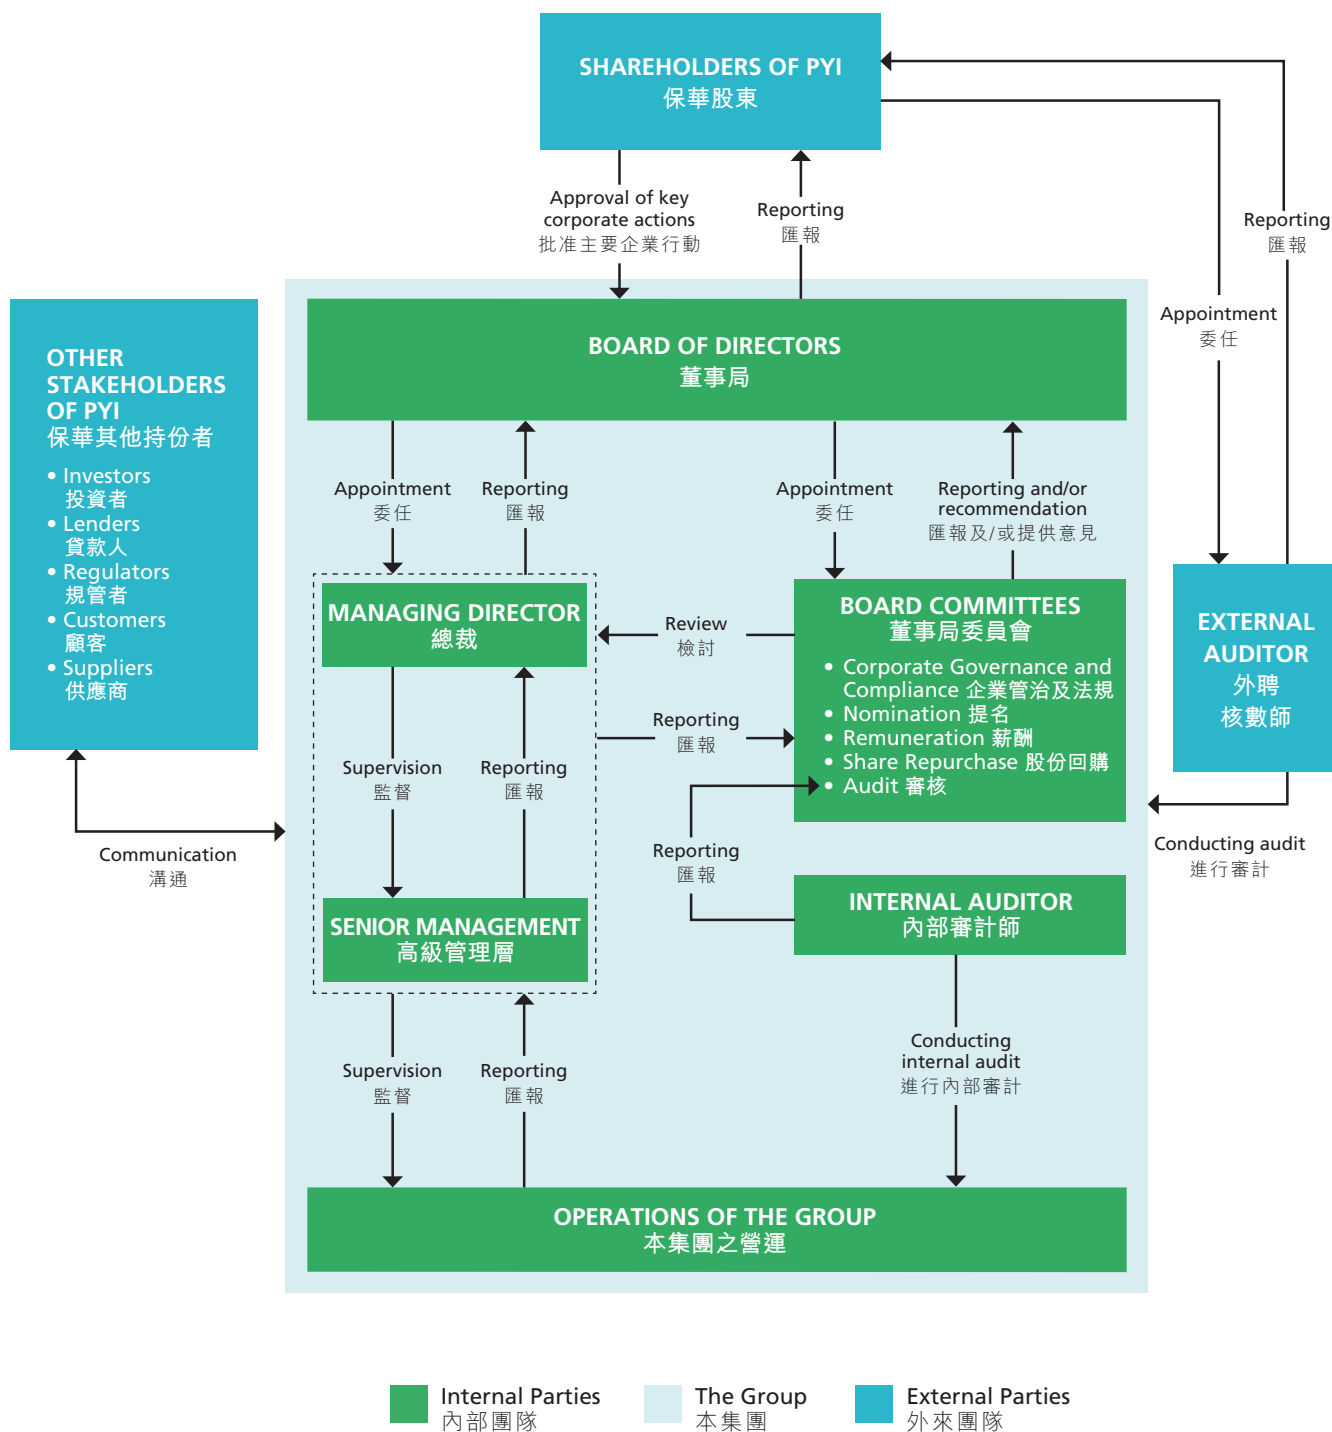 SHAREHOLDERS OF PYI
保華股東
Approval of key
corporate actions
批准主要企業行動
Reporting
匯報
Reporting
匯報
Appointment
委任
OTHER
STAKEHOLDERS
OF PYI
保華其他持份者
• Investors
投資者
• Lenders
貸款人
• Regulators
規管者
• Customers
顧客
• Suppliers
供應商
BOARD OF DIRECTORS
董事局
Appointment
委任
Reporting
匯報
Appointment
委任
Reporting and/or
recommendation
匯報及/或提供意見
MANAGING DIRECTOR
總裁
Review
檢討
Reporting
匯報
BOARD COMMITTEES
董事局委員會
• Corporate Governance and
Compliance 企業管治及法規
• Nomination 提名
• Remuneration 薪酬
• Share Repurchase 股份回購
• Audit 審核
EXTERNAL
AUDITOR
外聘
核數師
Supervision
監督
Reporting
匯報
Communication
溝通
Reporting
匯報
Conducting audit
進行審計
SENIOR MANAGEMENT
高級管理層
INTERNAL AUDITOR
內部審計師
Supervision
監督
Reporting
匯報
Conducting
internal audit
進行內部審計
OPERATIONS OF THE GROUP
本集團之營運
Internal Parties
內部團隊
The Group
本集團
External Parties
外來團隊